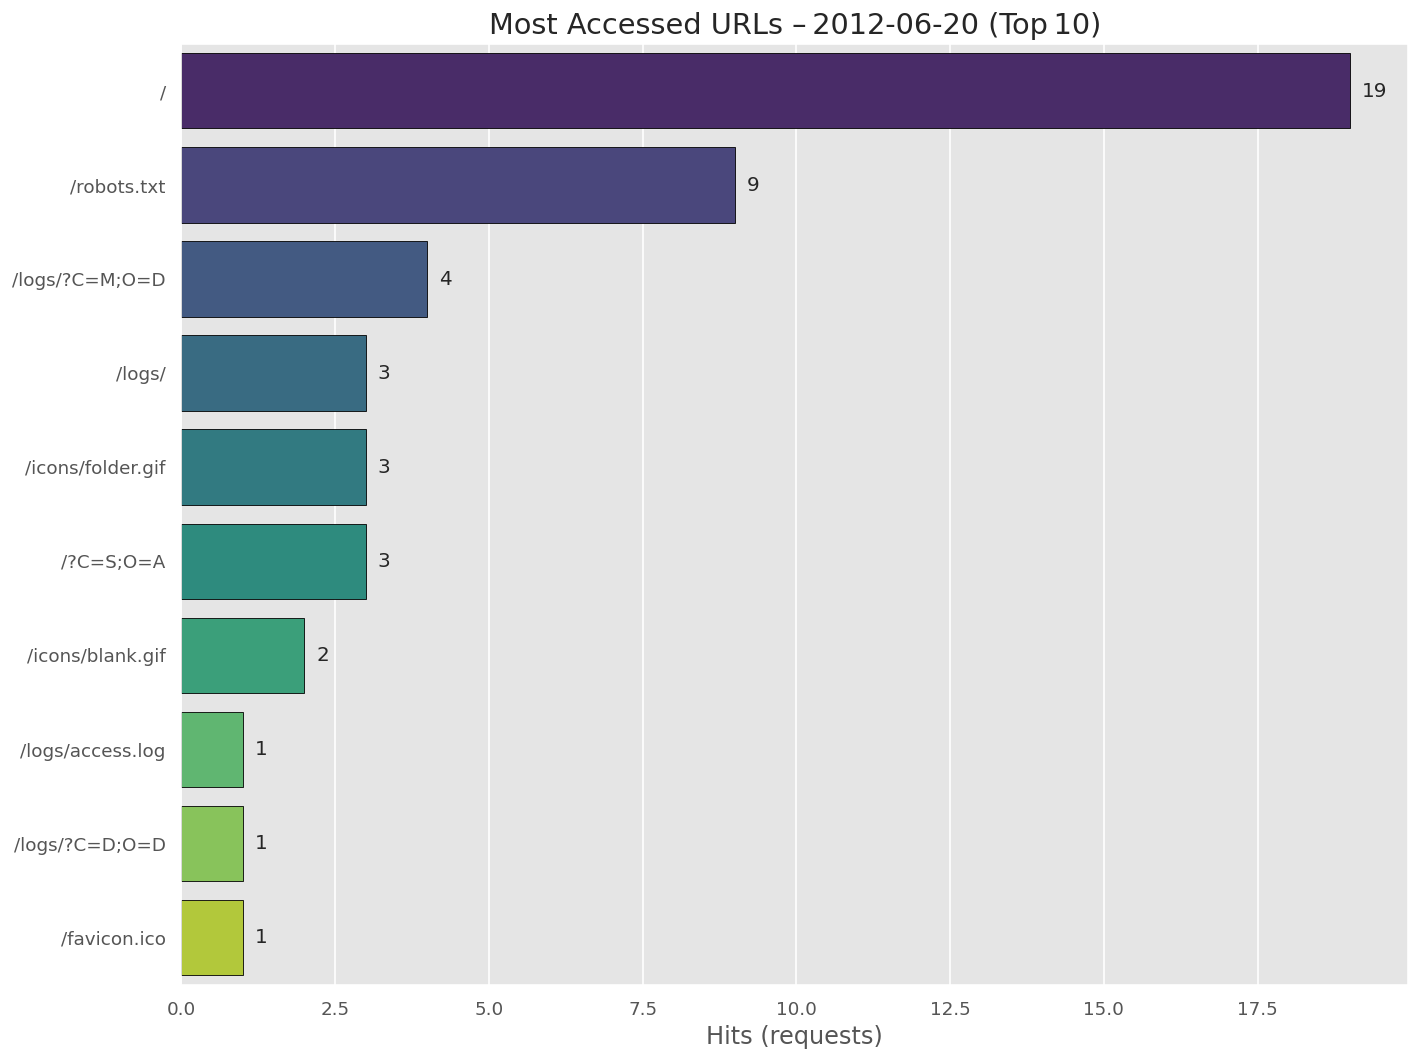 Most Accessed URLs – 2012-06-20 (Top 10)
/ 19
/robots.txt 9
/logs/?C=M;O=D 4
/logs/ 3
/icons/folder.gif 3
/?C=S;O=A 3
/icons/blank.gif 2
/logs/access.log 1
/logs/?C=D;O=D 1
/favicon.ico 1
0.0 2.5 5.0 7.5 10.0 12.5 15.0 17.5
Hits (requests)